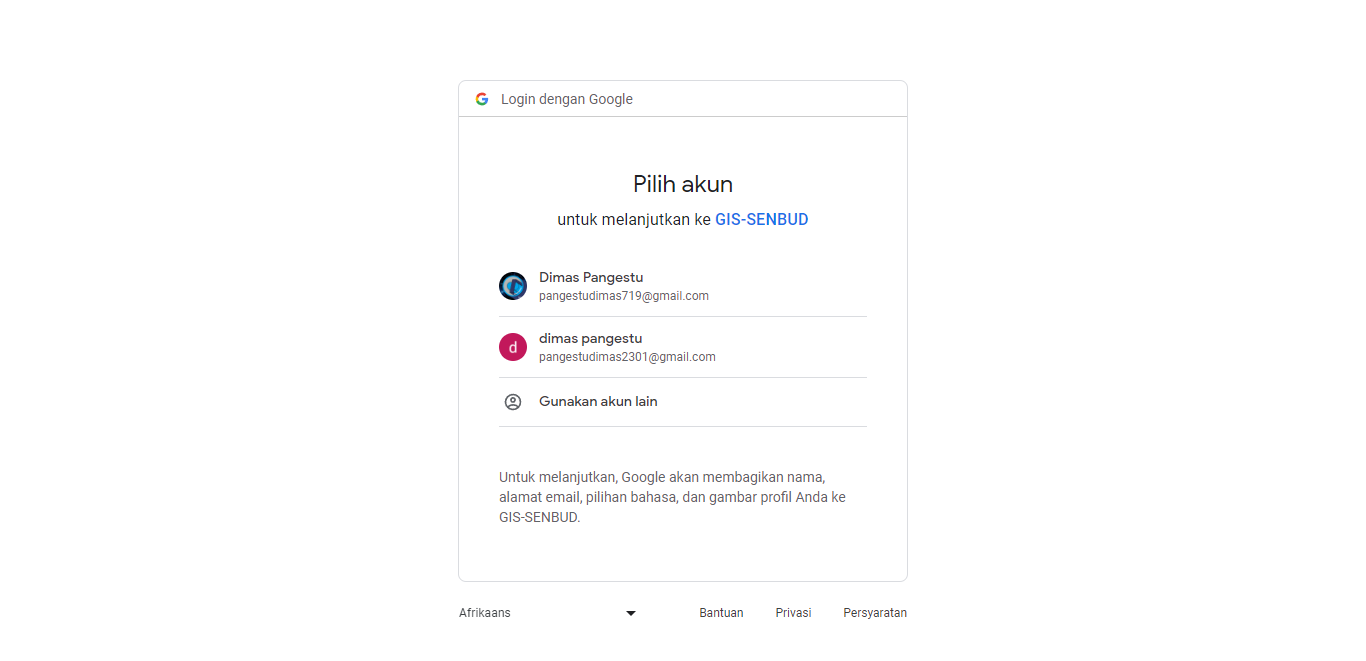 Login dengan Google
Pilih akun
untuk melanjutkan ke GIS-SENBUD
Dimas Pangestu
pangestudimas719@gmail.com
d
dimas pangestu
pangestudimas2301@gmail.com
Gunakan akun lain
Untuk melanjutkan, Google akan membagikan nama,
alamat email, pilihan bahasa, dan gambar profil Anda ke
GIS-SENBUD.
Afrikaans
Bantuan
Privasi
Persyaratan